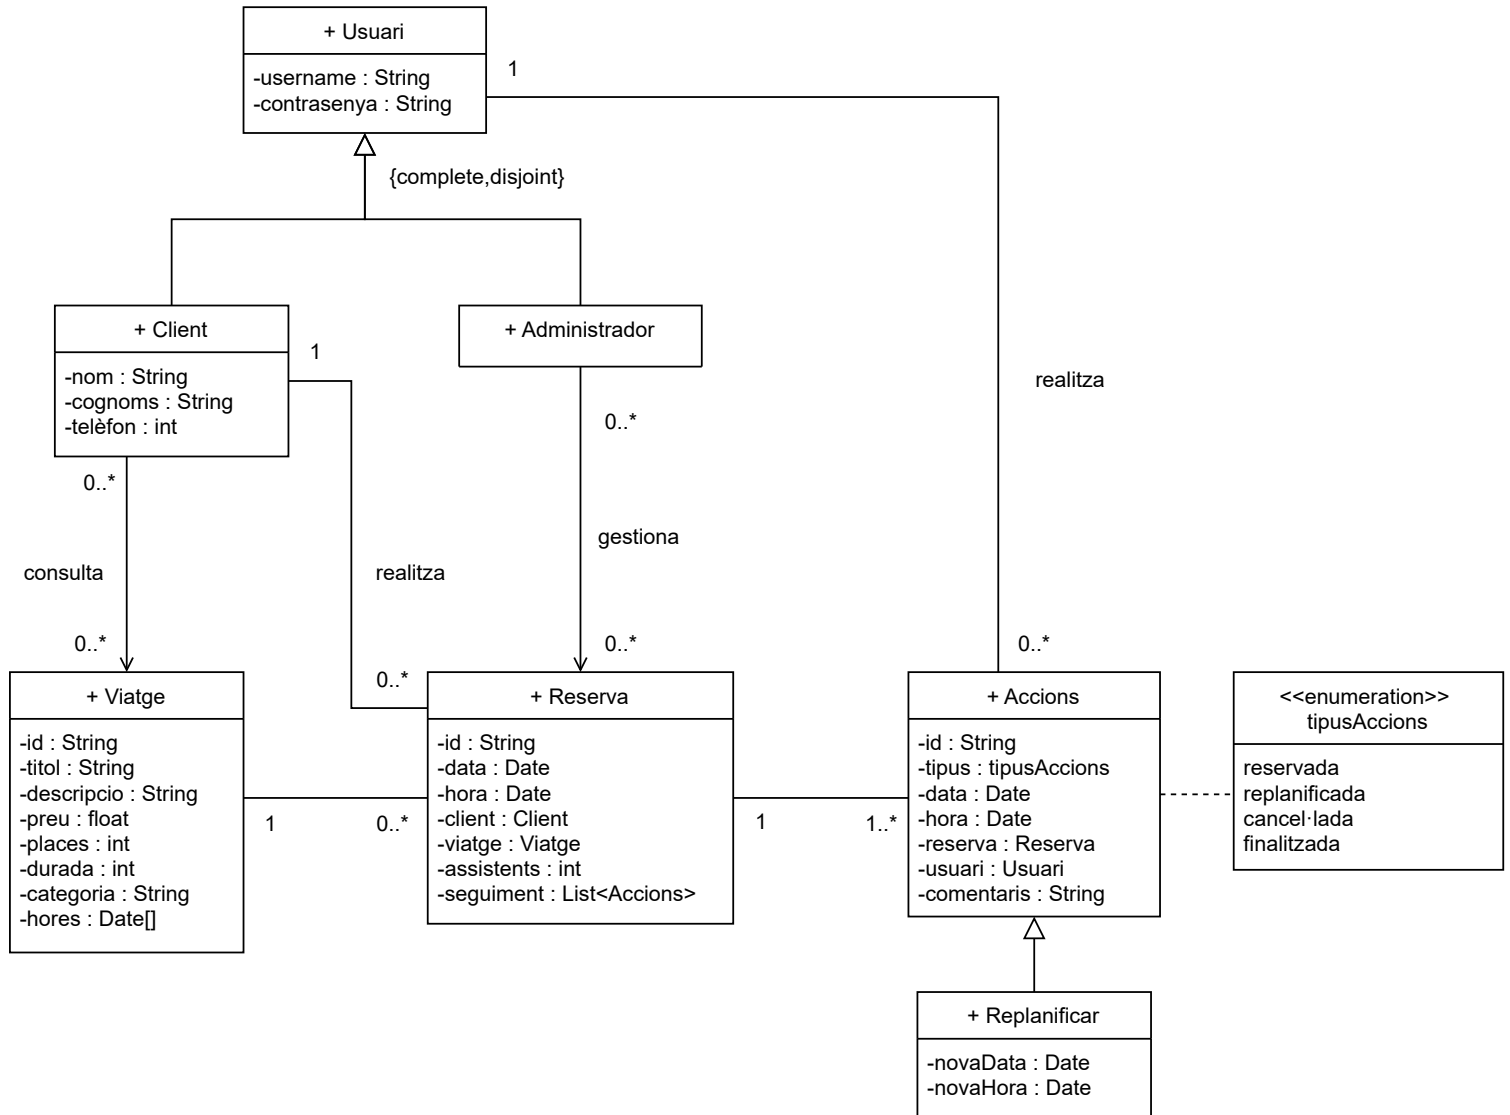 + Usuari
-username : String
-contrasenya : String
1
{complete,disjoint}
+ Client
-nom : String
-cognoms : String
-telèfon : int
1
+ Administrador
0..*
realitza
0..*
consulta
realitza
gestiona
0..*
0..*
0..*
0..*
+ Viatge
-id : String
-titol : String
-descripcio : String
-preu : float
-places : int
-durada : int
-categoria : String
-hores : Date[]
1
0..*
+ Reserva
-id : String
-data : Date
-hora : Date
-client : Client
-viatge : Viatge
-assistents : int
-seguiment : List<Accions>
1
1..*
+ Accions
-id : String
-tipus : tipusAccions
-data : Date
-hora : Date
-reserva : Reserva
-usuari : Usuari
-comentaris : String
<<enumeration>>
tipusAccions
reservada
replanificada
cancel·lada
finalitzada
+ Replanificar
-novaData : Date
-novaHora : Date